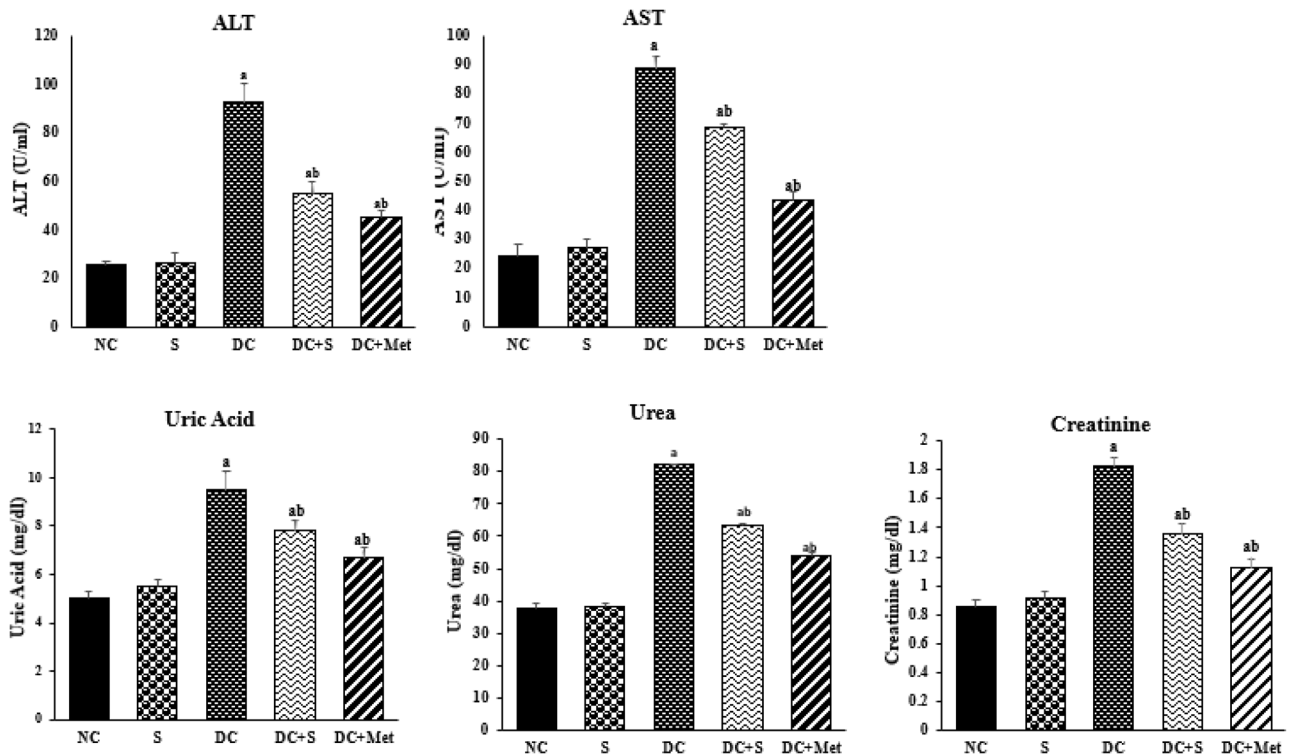 ALT
120
100
80
60
40
20
0
ALT (U/ml)
a
ab
ab
NC S DC DC+S DC+Met
AST
100
90
80
70
60
50
40
30
20
10
0
AST (U/ml)
a
ab
ab
NC S DC DC+S DC+Met
Uric Acid
12
10
8
6
4
2
0
Uric Acid (mg/dl)
a
ab
ab
NC S DC DC+S DC+Met
Urea
90
80
70
60
50
40
30
20
10
0
Urea (mg/dl)
a
ab
ab
NC S DC DC+S DC+Met
Creatinine
2
1.8
1.6
1.4
1.2
1
0.8
0.6
0.4
0.2
0
Creatinine (mg/dl)
a
ab
ab
NC S DC DC+S DC+Met